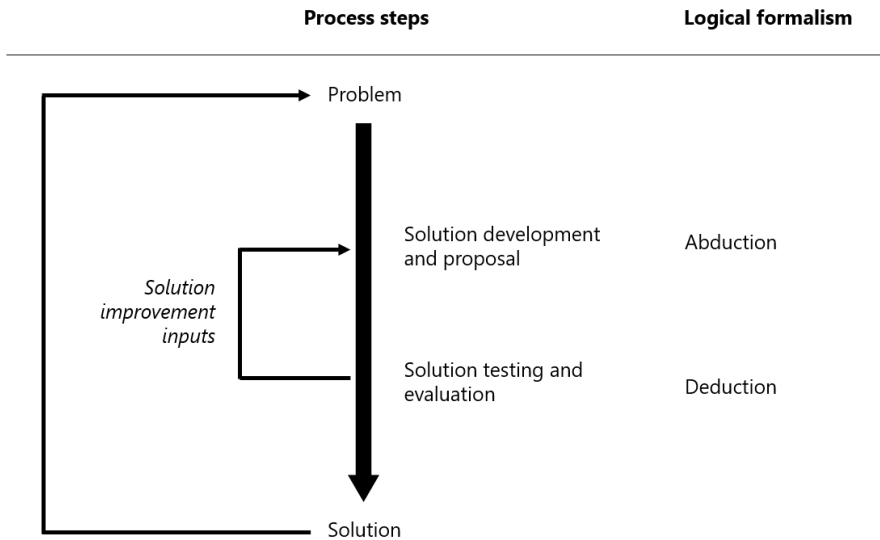 Process steps
Logical formalism
Problem
Solution development
and proposal
Abduction
Solution
improvement
inputs
Solution testing and
evaluation
Deduction
Solution